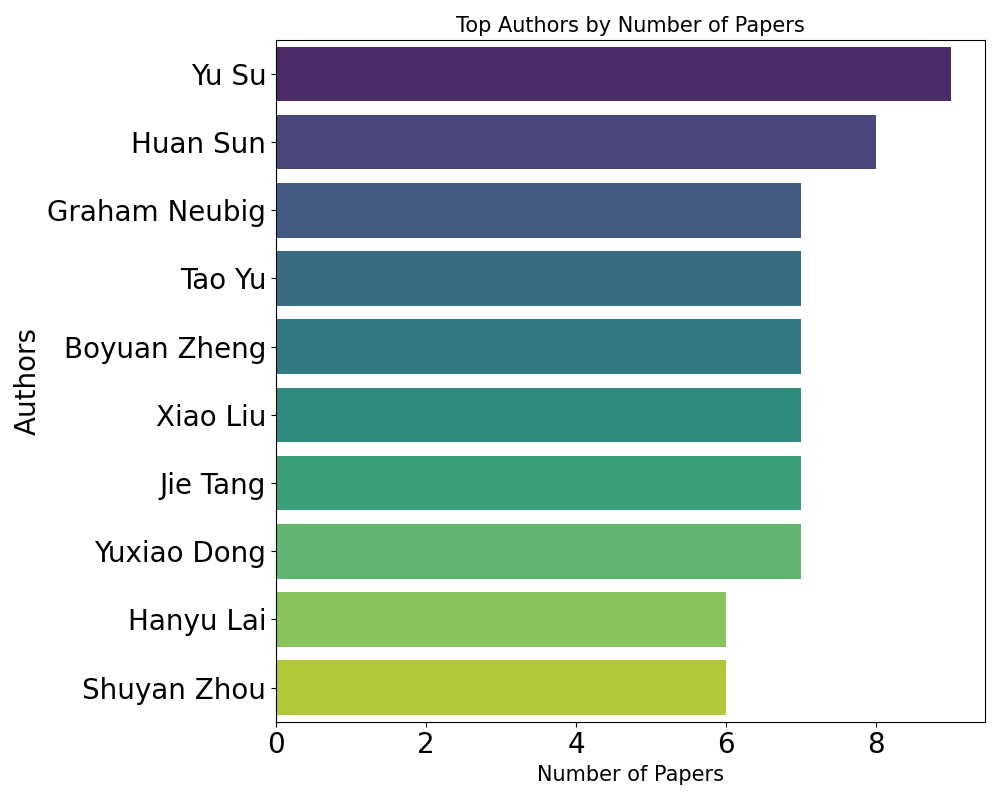 Top Authors by Number of Papers
Authors
Yu Su
Huan Sun
Graham Neubig
Tao Yu
Boyuan Zheng
Xiao Liu
Jie Tang
Yuxiao Dong
Hanyu Lai
Shuyan Zhou
0 2 4 6 8
Number of Papers